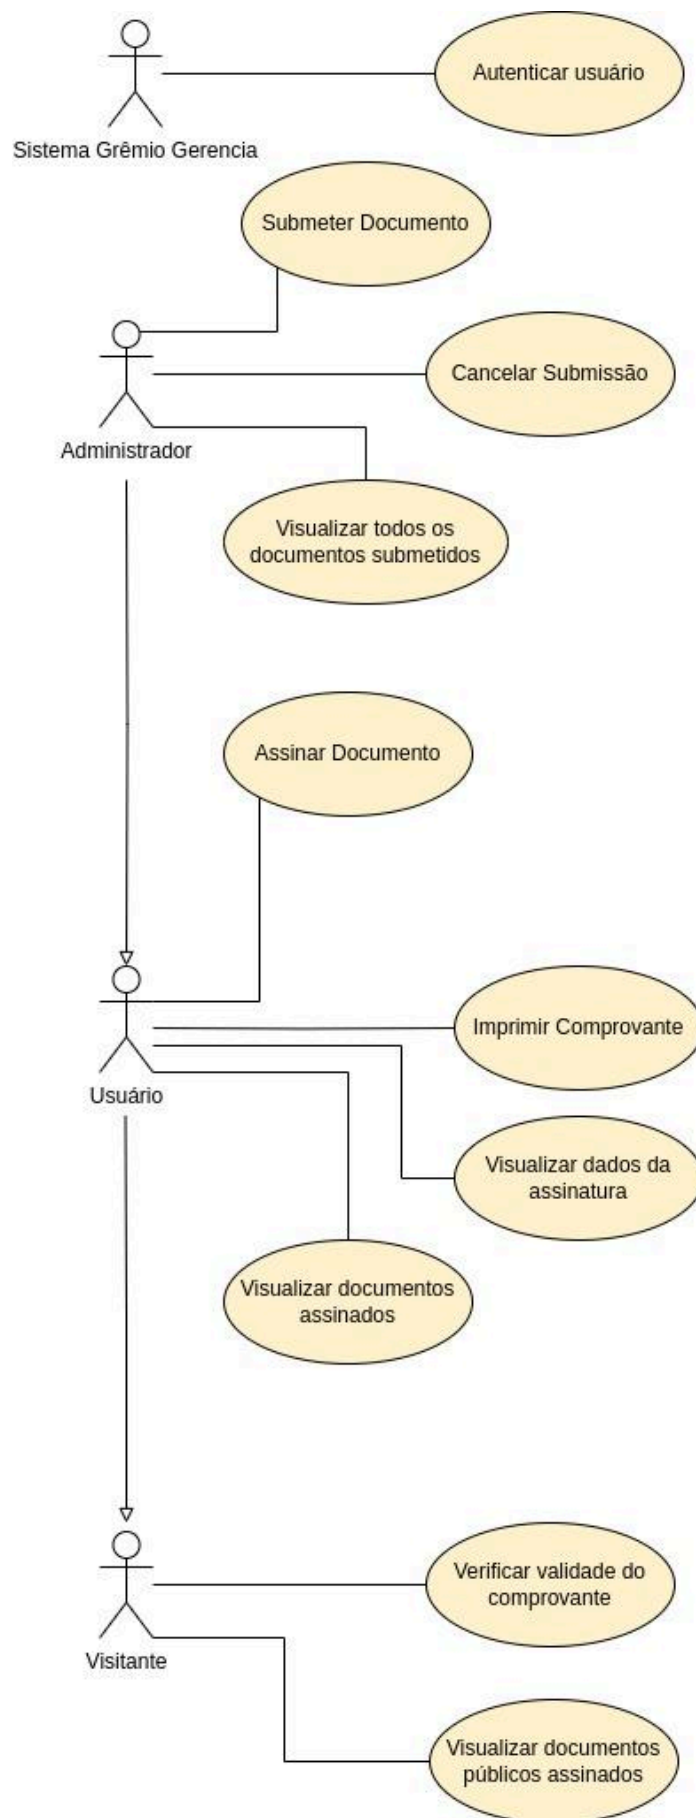 Autenticar usuário
Sistema Grêmio Gerencia
Submeter Documento
Cancelar Submissão
Administrador
Visualizar todos os
documentos submetidos
Assinar Documento
Imprimir Comprovante
Usuário
Visualizar dados da
assinatura
Visualizar documentos
assinados
Verificar validade do
comprovante
Visitante
Visualizar documentos
públicos assinados